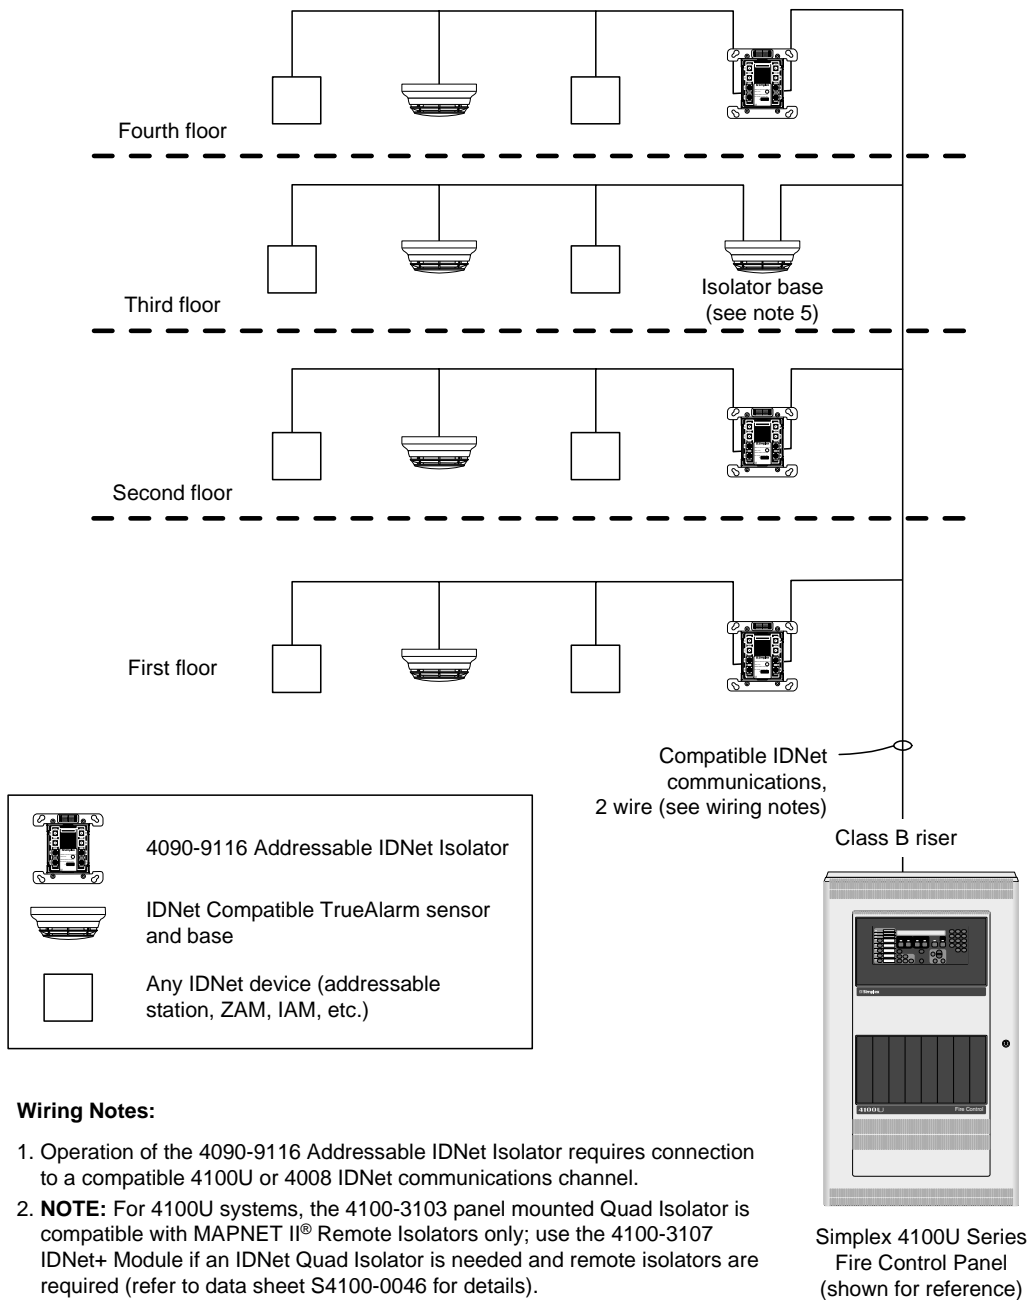 Fourth floor
Third floor
Isolator base
(see note 5)
Second floor
First floor
Compatible IDNet
communications,
2 wire (see wiring notes)
Class B riser
4090-9116 Addressable IDNet Isolator
IDNet Compatible TrueAlarm sensor
and base
Any IDNet device (addressable
station, ZAM, IAM, etc.)
Simplex
4100U
Fire Control
Simplex 4100U Series
Fire Control Panel
(shown for reference)
Wiring Notes:
1. Operation of the 4090-9116 Addressable IDNet Isolator requires connection
to a compatible 4100U or 4008 IDNet communications channel.
2. NOTE: For 4100U systems, the 4100-3103 panel mounted Quad Isolator is
compatible with MAPNET II® Remote Isolators only; use the 4100-3107
IDNet+ Module if an IDNet Quad Isolator is needed and remote isolators are
required (refer to data sheet S4100-0046 for details).